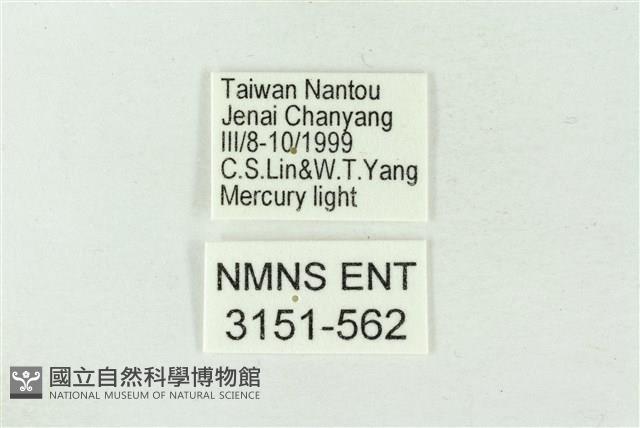 Taiwan Nantou
Jenai Chanyang
III/8-10/1999
C.S.Lin&W.T.Yang
Mercury light
NMNS ENT
3151-562
國立自然科學博物館
NATIONAL MUSEUM OF NATURAL SCIENCE